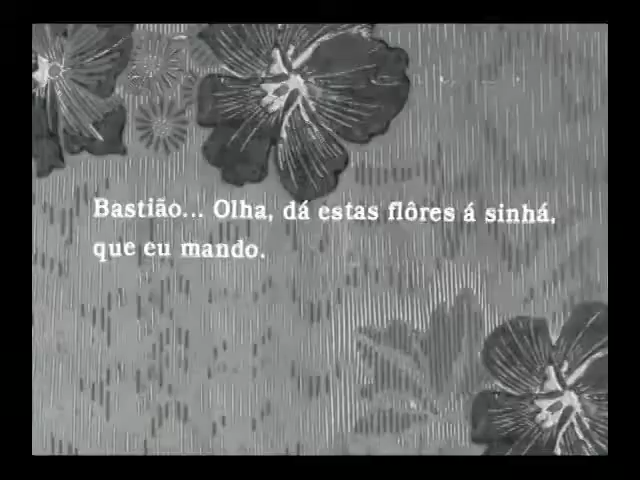 Bastião... Olha, dá estas flôres á sinhá,
que eu mando.